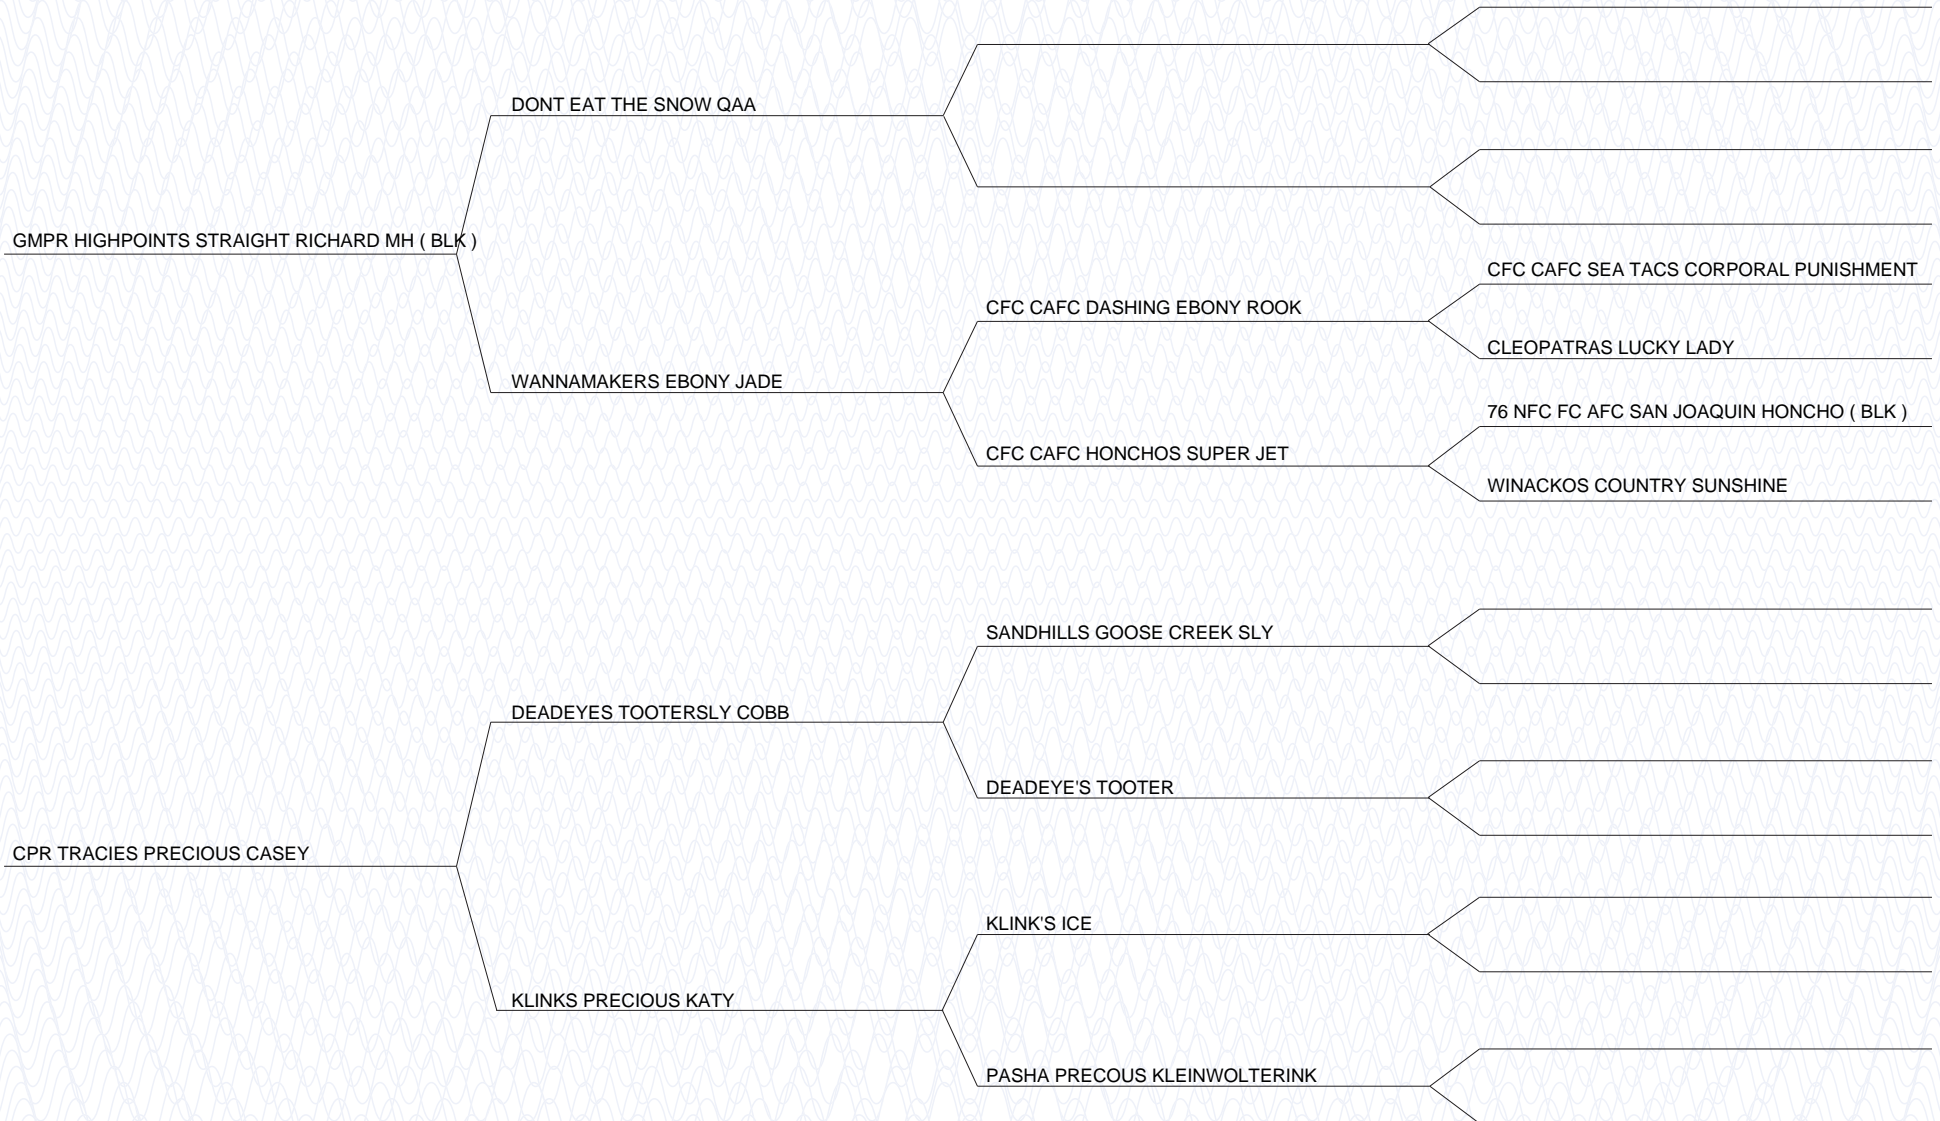 DONT EAT THE SNOW QAA
GMPR HIGHPOINTS STRAIGHT RICHARD MH ( BLK )
CFC CAFC SEA TACS CORPORAL PUNISHMENT
CFC CAFC DASHING EBONY ROOK
CLEOPATRAS LUCKY LADY
WANNAMAKERS EBONY JADE
76 NFC FC AFC SAN JOAQUIN HONCHO ( BLK )
CFC CAFC HONCHOS SUPER JET
WINACKOS COUNTRY SUNSHINE
SANDHILLS GOOSE CREEK SLY
DEADEYES TOOTERSLY COBB
DEADEYE'S TOOTER
CPR TRACIES PRECIOUS CASEY
KLINK'S ICE
KLINKS PRECIOUS KATY
PASHA PRECOUS KLEINWOLTERINK